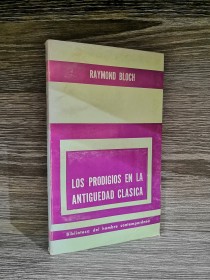 RAYMOND BLOCH
LOS PRODIGIOS EN LA
ANTIGUEDAD CLASICA
Biblioteca del hombre contemporáneo